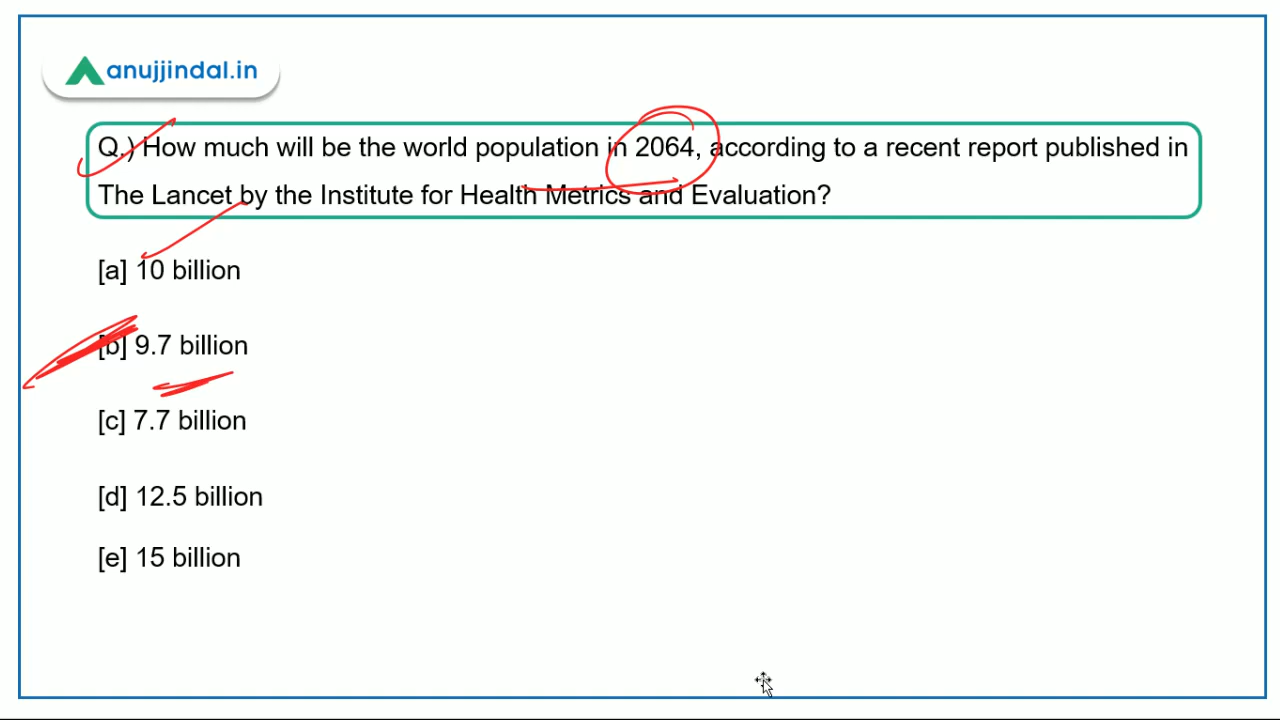 anujjindal.in
Q.) How much will be the world population in 2064, according to a recent report published in
The Lancet by the Institute for Health Metrics and Evaluation?
[a] 10 billion
[b] 9.7 billion
[c] 7.7 billion
[d] 12.5 billion
[e] 15 billion